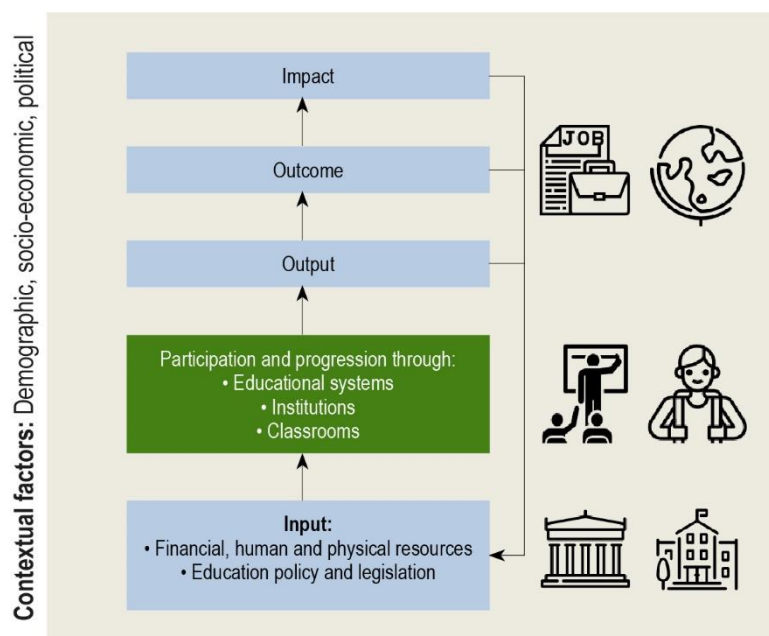 Contextual factors: Demographic, socio-economic, political
Impact
Outcome
Output
Participation and progression through:
• Educational systems
• Institutions
• Classrooms
Input:
• Financial, human and physical resources
• Education policy and legislation
JOB